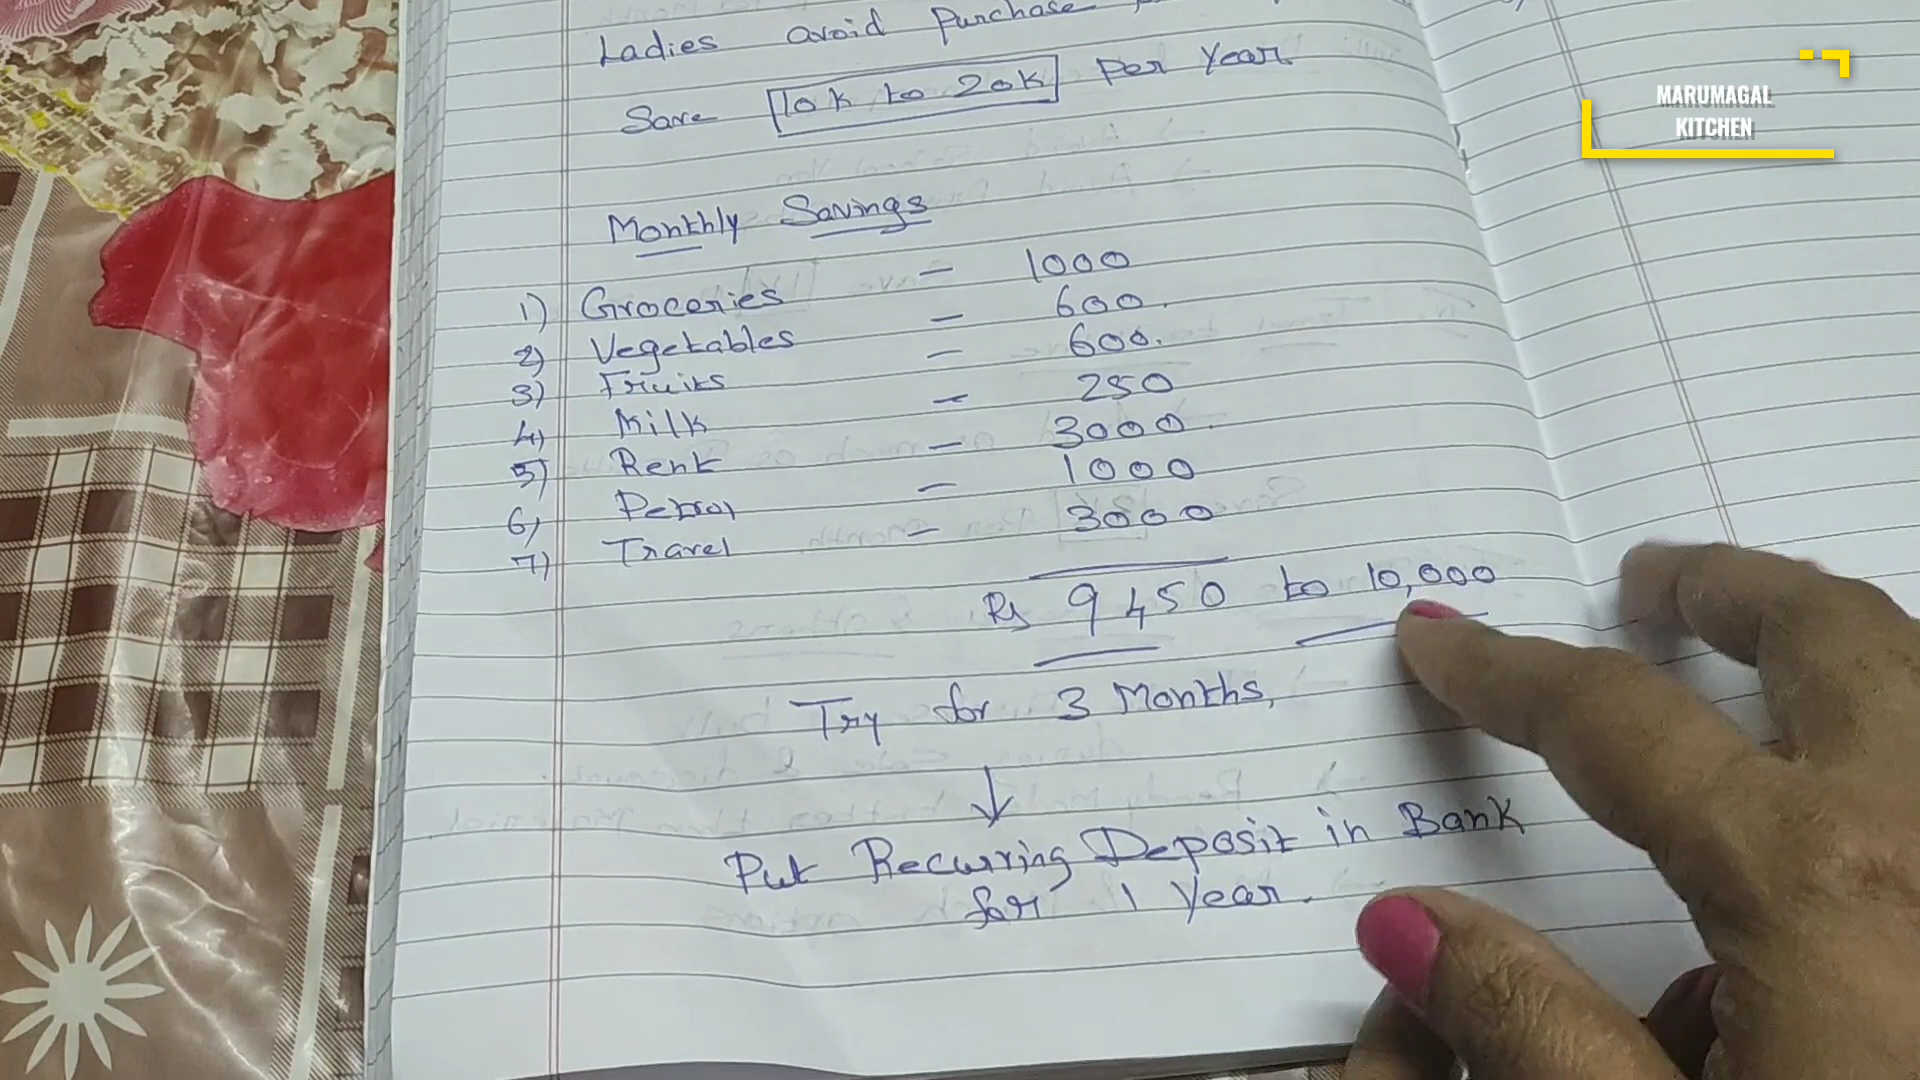 Ladies avoid Purchase
Save 10K to 20K Per Year
MARUMAGAL
KITCHEN
Monthly Savings
1) Groceries – 1000
2) Vegetables – 600.
3) Fruits – 600.
4) Milk – 250
5) Rent – 3000
6) Petrol – 1000
7) Travel – 3000
Rs 9450 to 10,000
Try for 3 Months,
↓
Put Recurring Deposit in Bank
for 1 Year.